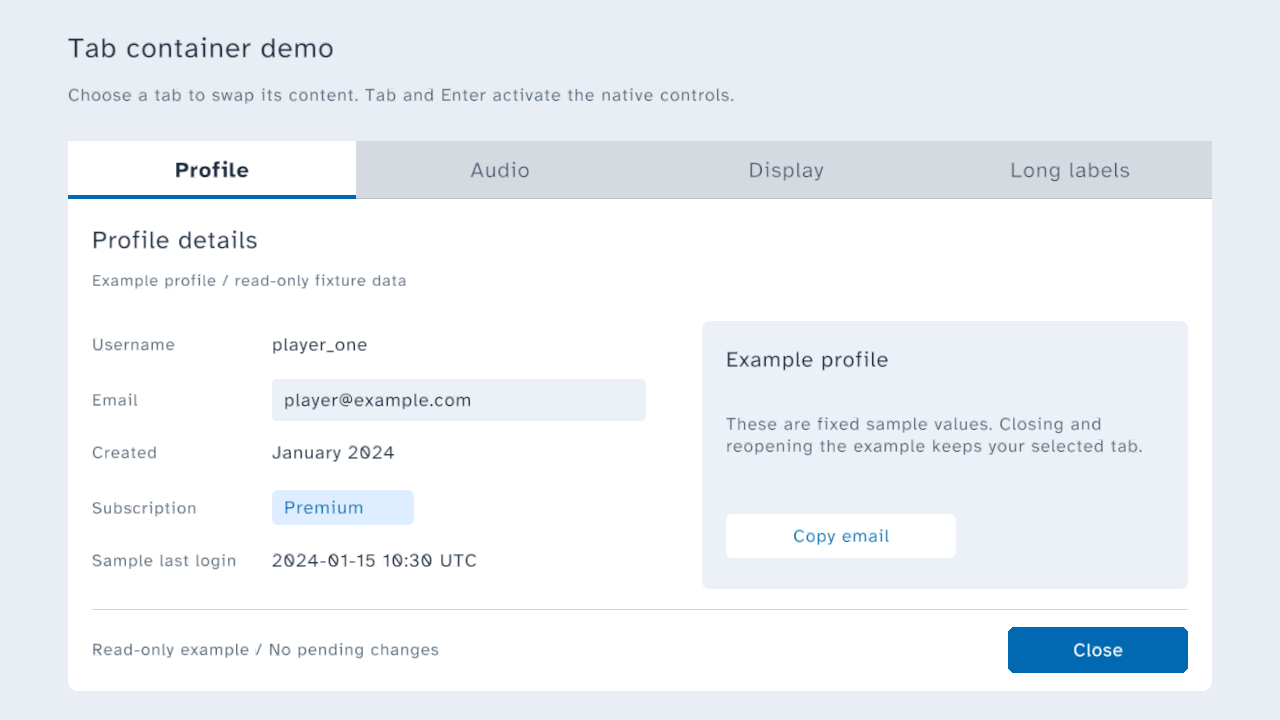 Tab container demo
Choose a tab to swap its content. Tab and Enter activate the native controls.
Profile
Audio
Display
Long labels
Profile details
Example profile / read-only fixture data
Username
player_one
Email
player@example.com
Created
January 2024
Subscription
Premium
Sample last login
2024-01-15 10:30 UTC
Example profile
These are fixed sample values. Closing and
reopening the example keeps your selected tab.
Copy email
Read-only example / No pending changes
Close